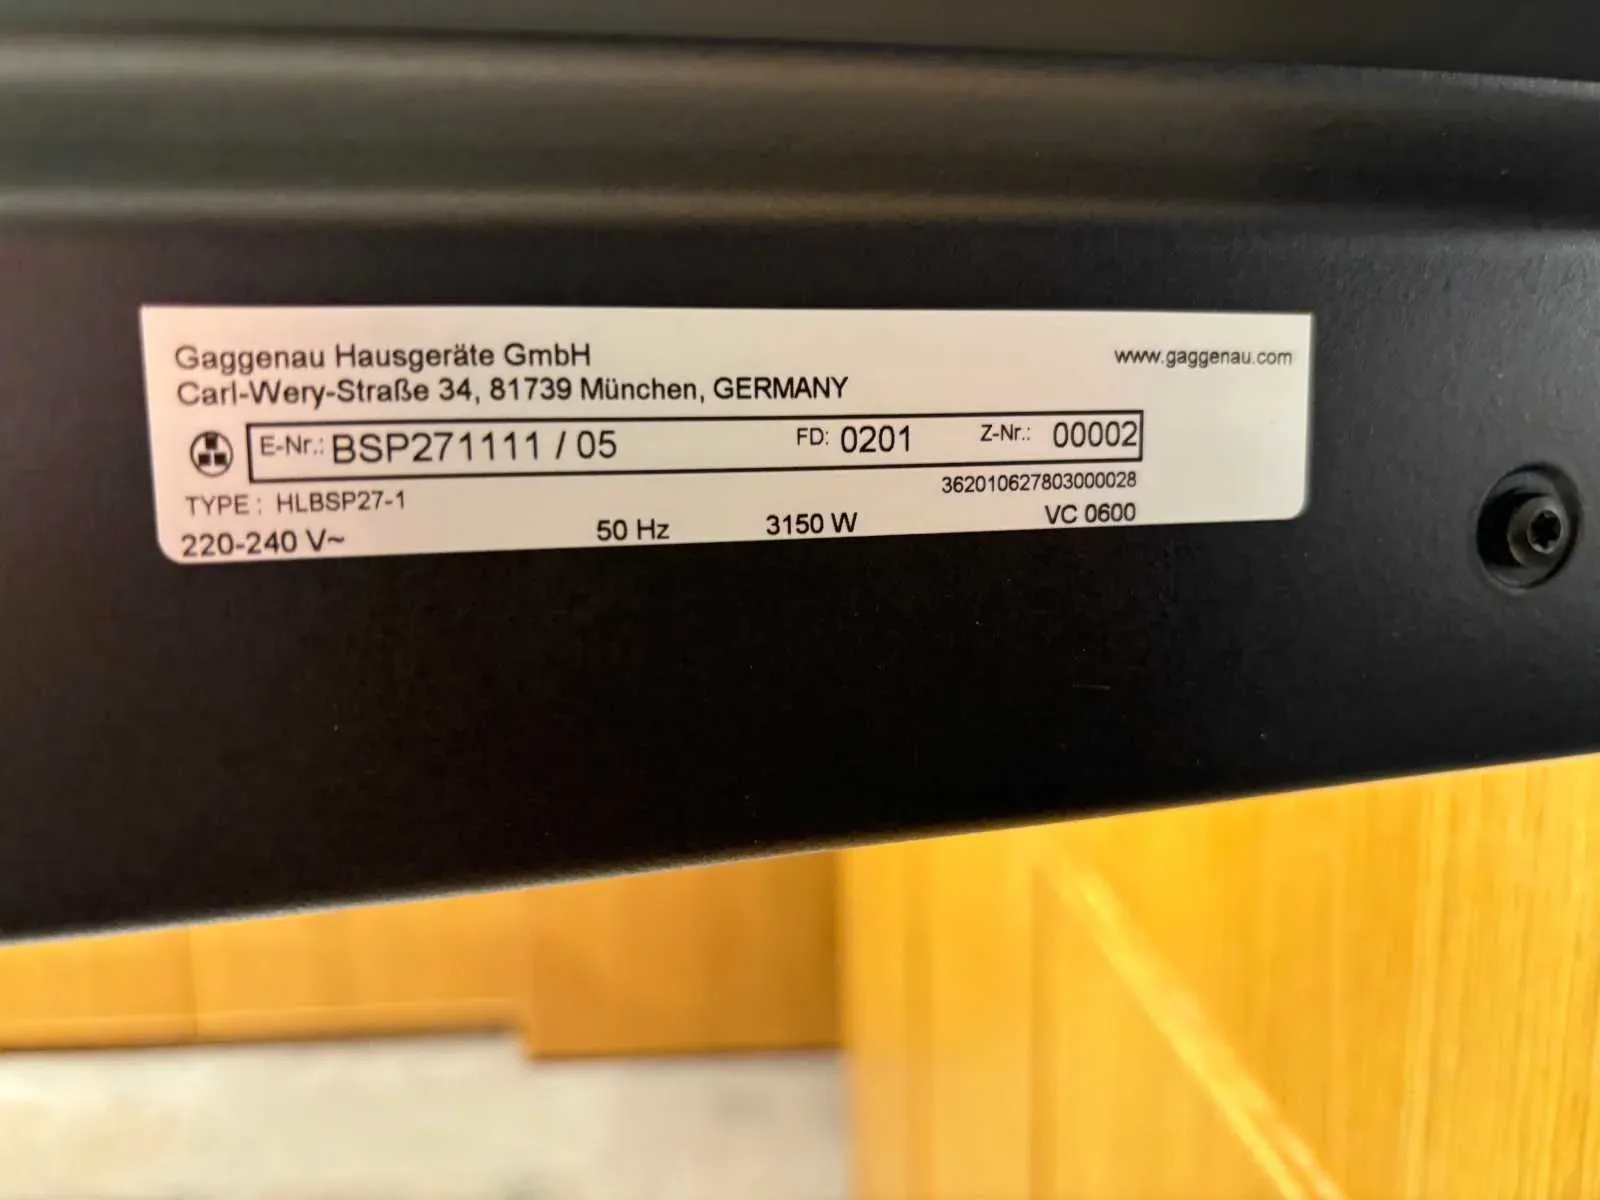 Gaggenau Hausgeräte GmbH
www.gaggenau.com
Carl-Wery-Straße 34, 81739 München, GERMANY
E-Nr.: BSP271111 / 05 FD: 0201 Z-Nr.: 00002
362010627803000028
TYPE : HLBSP27-1
220-240 V~ 50 Hz 3150 W VC 0600